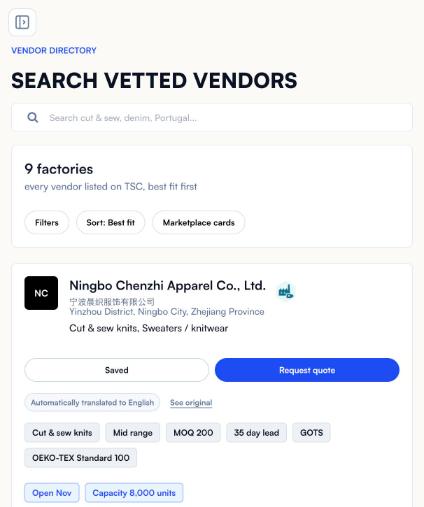 VENDOR DIRECTORY
SEARCH VETTED VENDORS
Search cut & sew, denim, Portugal...
9 factories
every vendor listed on TSC, best fit first
Filters
Sort: Best fit
Marketplace cards
NC
Ningbo Chenzhi Apparel Co., Ltd.
宁波晨织服饰有限公司
Yinzhou District, Ningbo City, Zhejiang Province
Cut & sew knits, Sweaters / knitwear
Saved
Request quote
Automatically translated to English
See original
Cut & sew knits
Mid range
MOQ 200
35 day lead
GOTS
OEKO-TEX Standard 100
Open Nov
Capacity 8,000 units